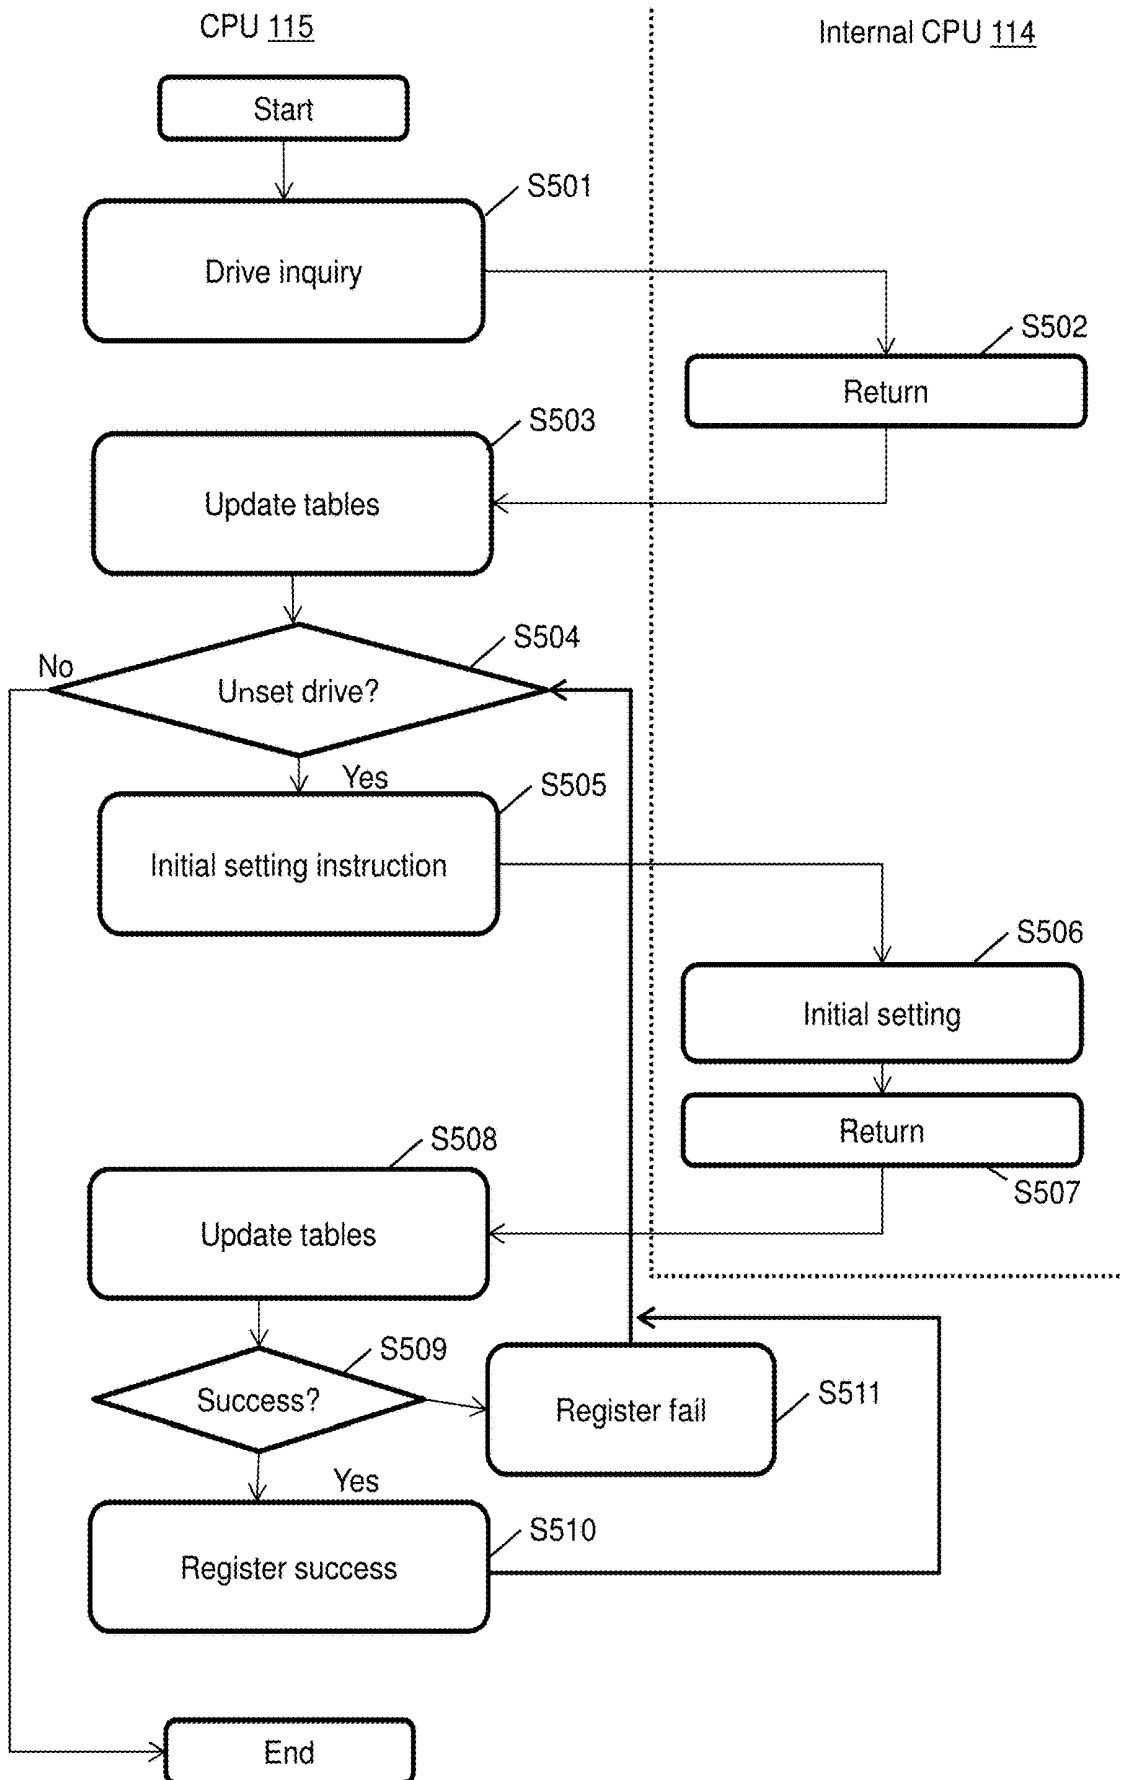 CPU 115
Internal CPU 114
Start
S501
Drive inquiry
S502
Return
S503
Update tables
S504
No
Unset drive?
Yes
S505
Initial setting instruction
S506
Initial setting
Return
S507
S508
Update tables
S509
Success?
Register fail
S511
Yes
S510
Register success
End